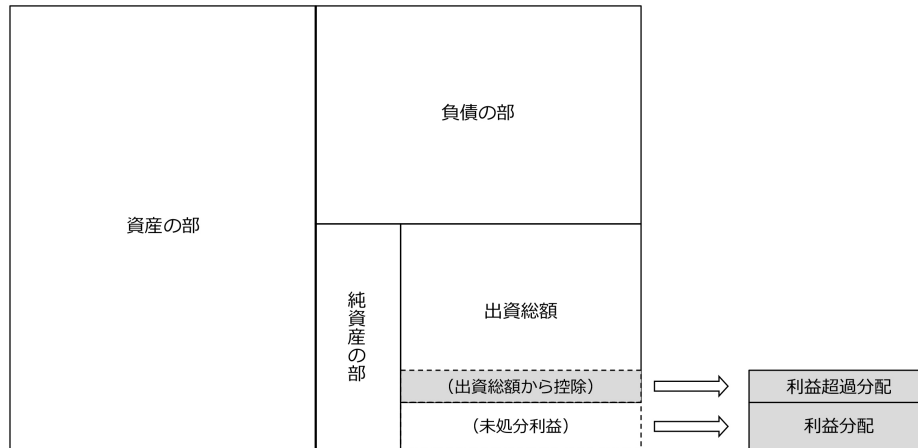 資産の部
負債の部
純資産の部
出資総額
（出資総額から控除）
利益超過分配
（未処分利益）
利益分配